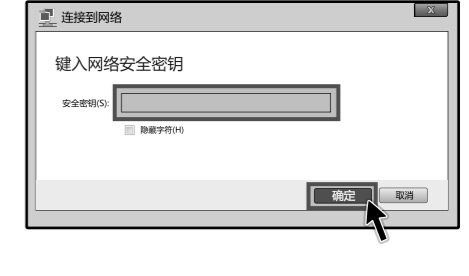 连接到网络
X
键入网络安全密钥
安全密钥(S):
隐藏字符(H)
确定 取消